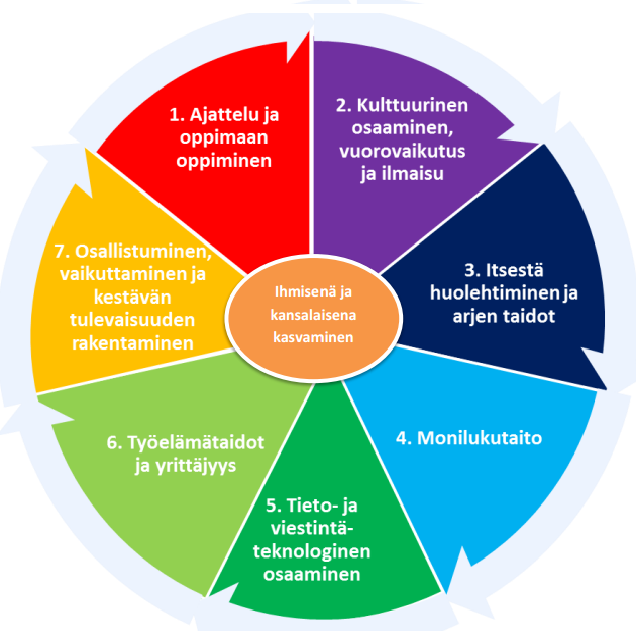 1. Ajattelu ja
oppimaan
oppiminen
2. Kulttuurinen
osaaminen,
vuorovaikutus
ja ilmaisu
3. Itsestä
huolehtiminen ja
arjen taidot
4. Monilukutaito
5. Tieto- ja
viestintä-
teknologinen
osaaminen
6. Työelämätaidot
ja yrittäjyys
7. Osallistuminen,
vaikuttaminen ja
kestävän
tulevaisuuden
rakentaminen
Ihmisenä ja
kansalaisena
kasvaminen